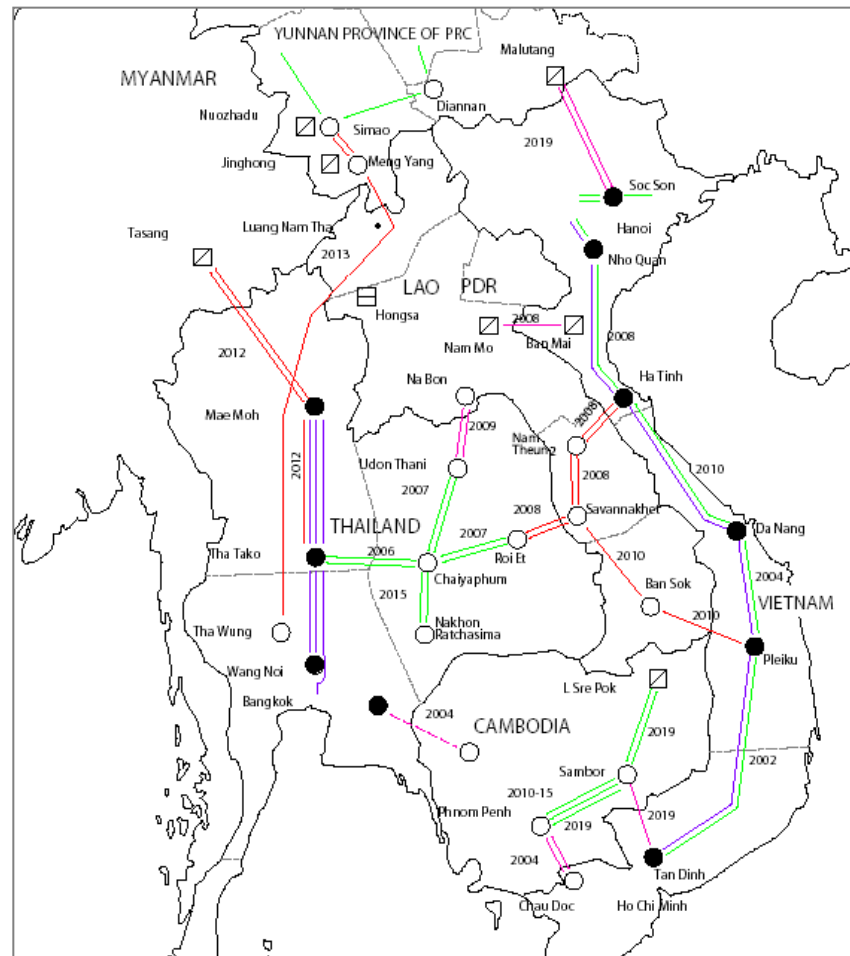 YUNNAN PROVINCE OF PRC
Malutang
MYANMAR
Diannan
Nuozhadu
Simao
2019
Jinghong
Meng Yang
Soc Son
Luang Nam Tha
Hanoi
Tasang
2013
Nho Quan
LAO PDR
Hongsa
2008
Nam Mo
Ban Mai
2008
2012
Na Bon
Ha Tinh
Mae Moh
2009
2008
Nam
Theun 2
Udon Thani
2012
2007
2008
2010
THAILAND
2007
2008
Savannakhet
Da Nang
Tha Tako
2006
Roi Et
2010
Chaiyaphum
2004
Ban Sok
2015
VIETNAM
Nakhon
Ratchasima
2010
Tha Wung
Pleiku
Wang Noi
L Sre Pok
Bangkok
2004
CAMBODIA
2019
2002
Sambor
2010-15
Phnom Penh
2019
2019
2004
Tan Dinh
Chau Doc
Ho Chi Minh